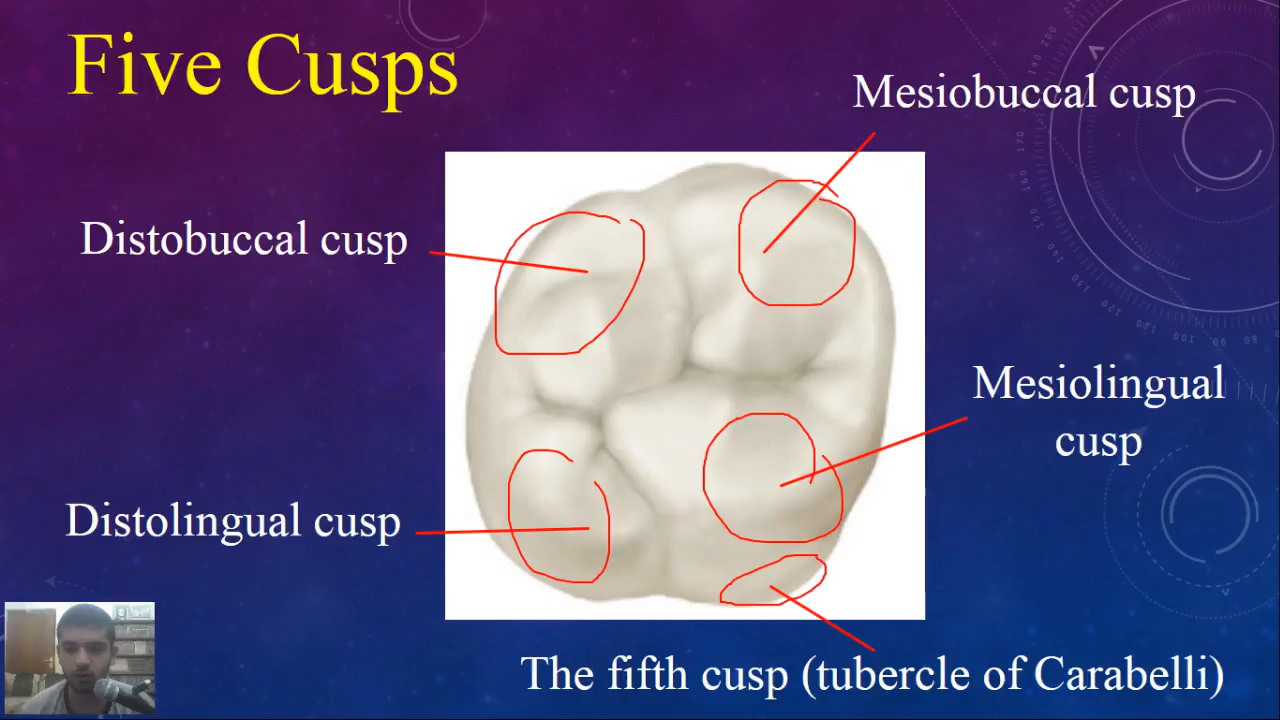 Five Cusps
Mesiobuccal cusp
Distobuccal cusp
Mesiolingual
cusp
Distolingual cusp
The fifth cusp (tubercle of Carabelli)